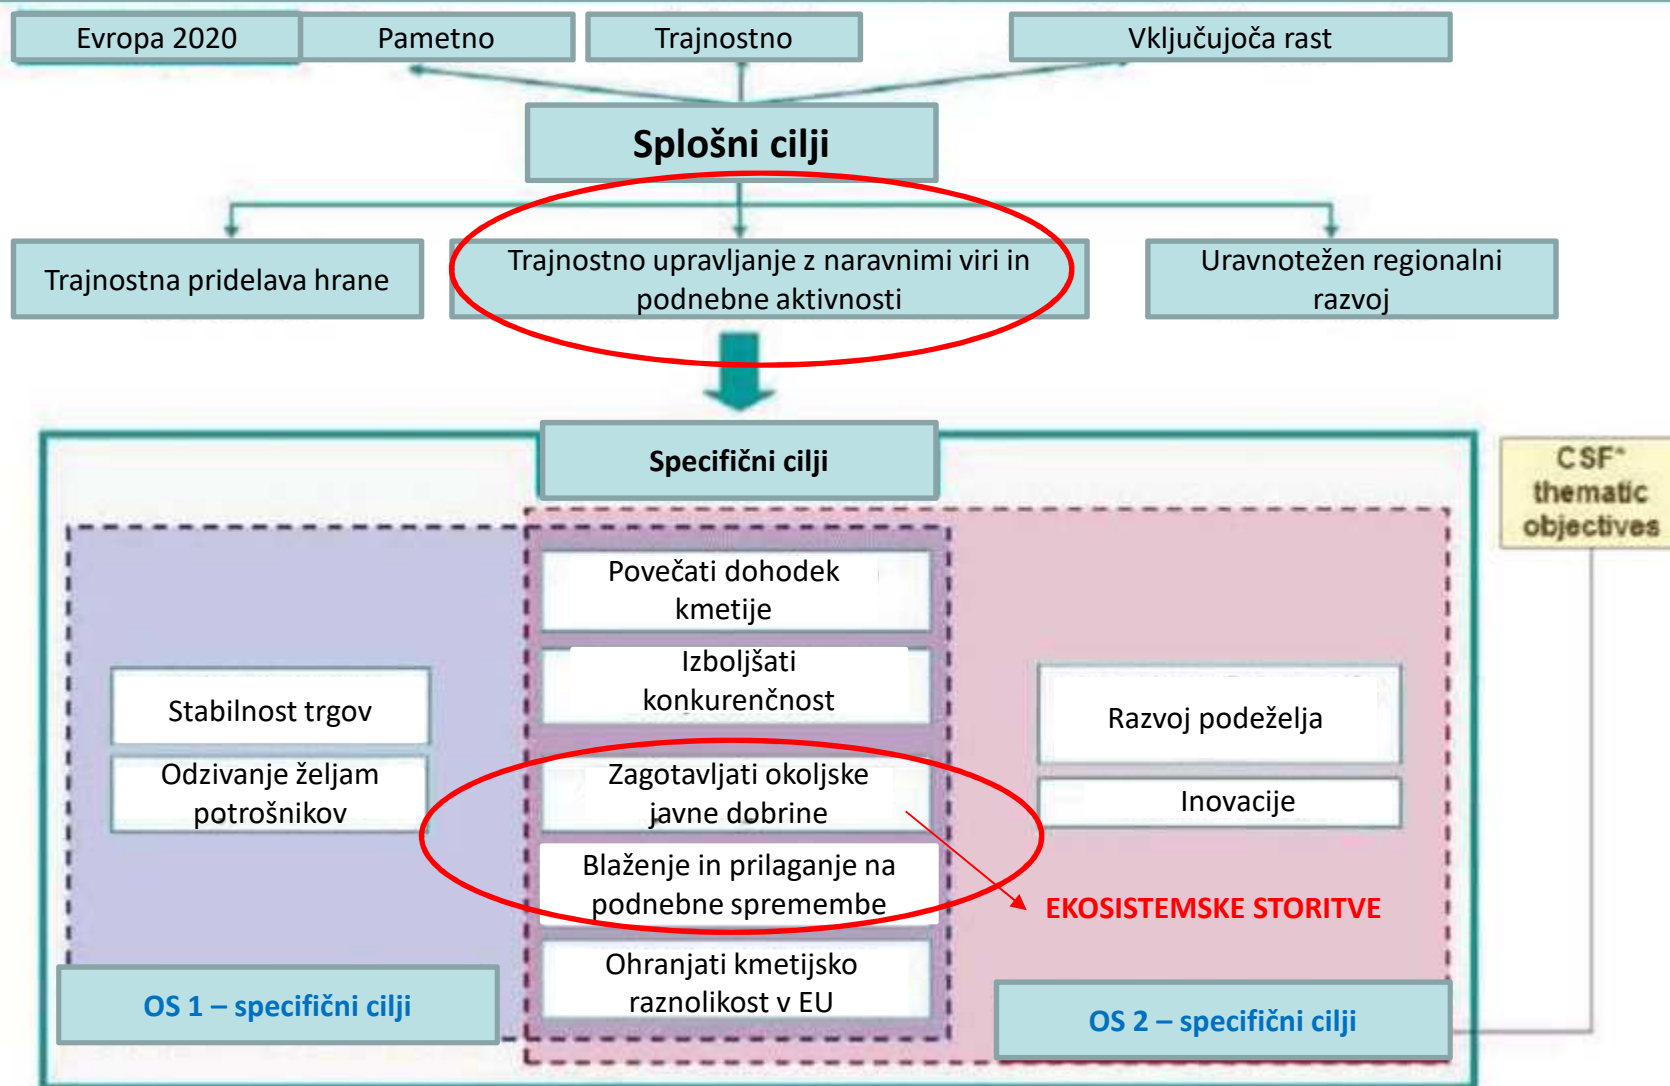 Evropa 2020
Pametno
Trajnostno
Vključujoča rast
Splošni cilji
Trajnostna pridelava hrane
Trajnostno upravljanje z naravnimi viri in
podnebne aktivnosti
Uravnotežen regionalni
razvoj
Specifični cilji
CSF*
thematic
objectives
Povečati dohodek
kmetije
Izboljšati
konkurenčnost
Stabilnost trgov
Odzivanje željam
potrošnikov
Zagotavljati okoljske
javne dobrine
Blaženje in prilaganje na
podnebne spremembe
Ohranjati kmetijsko
raznolikost v EU
Razvoj podeželja
Inovacije
EKOSISTEMSKE STORITVE
OS 1 – specifični cilji
OS 2 – specifični cilji